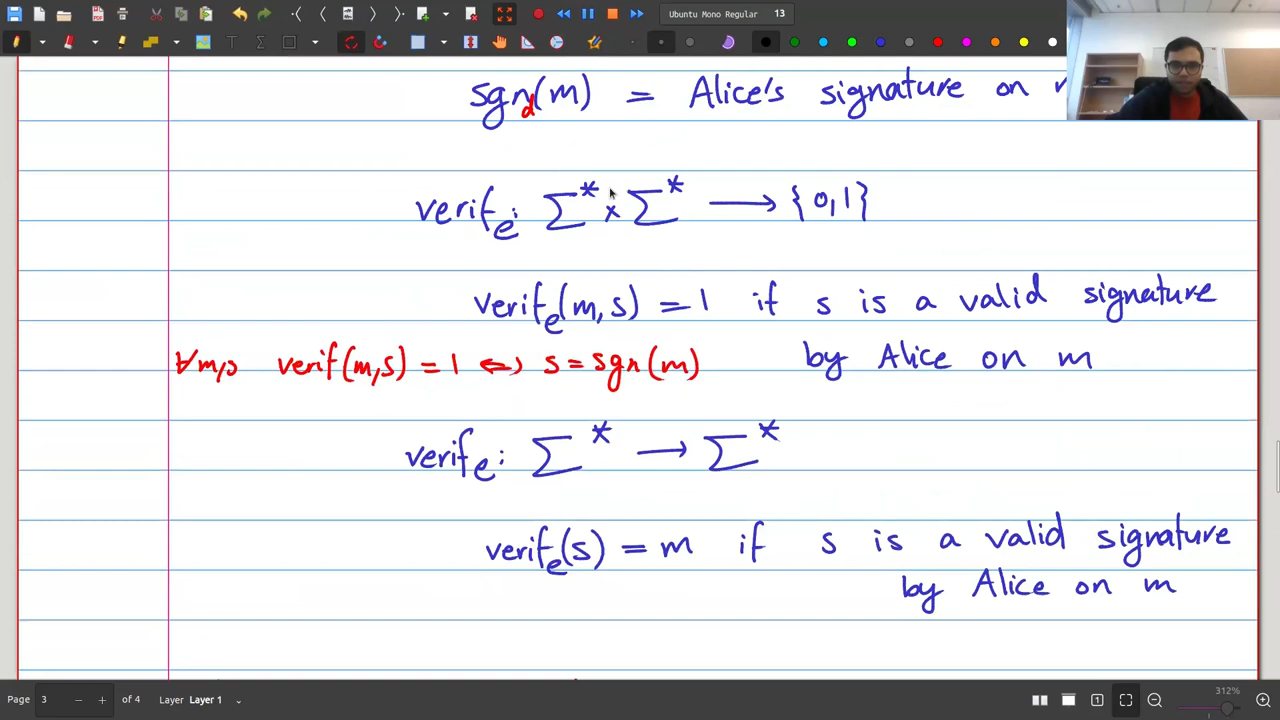 Ubuntu Mono Regular 13
sgn_d(m) = Alice's signature on
verif_e: Σ* × Σ* → {0,1}
verif_e(m,s) = 1 if s is a valid signature
by Alice on m
∀m,s verif(m,s) = 1 ⇔ s = sgn(m)
verif_e: Σ* → Σ*
verif_e(s) = m if s is a valid signature
by Alice on m
Page 3 − + of 4 Layer Layer 1 312%